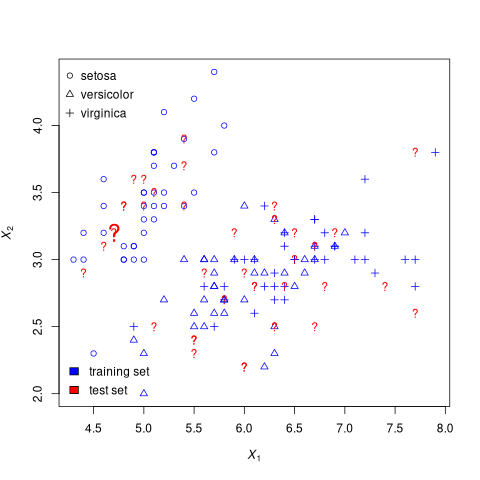 setosa
versicolor
virginica
training set
test set
X2
2.0 2.5 3.0 3.5 4.0
4.5 5.0 5.5 6.0 6.5 7.0 7.5 8.0
X1